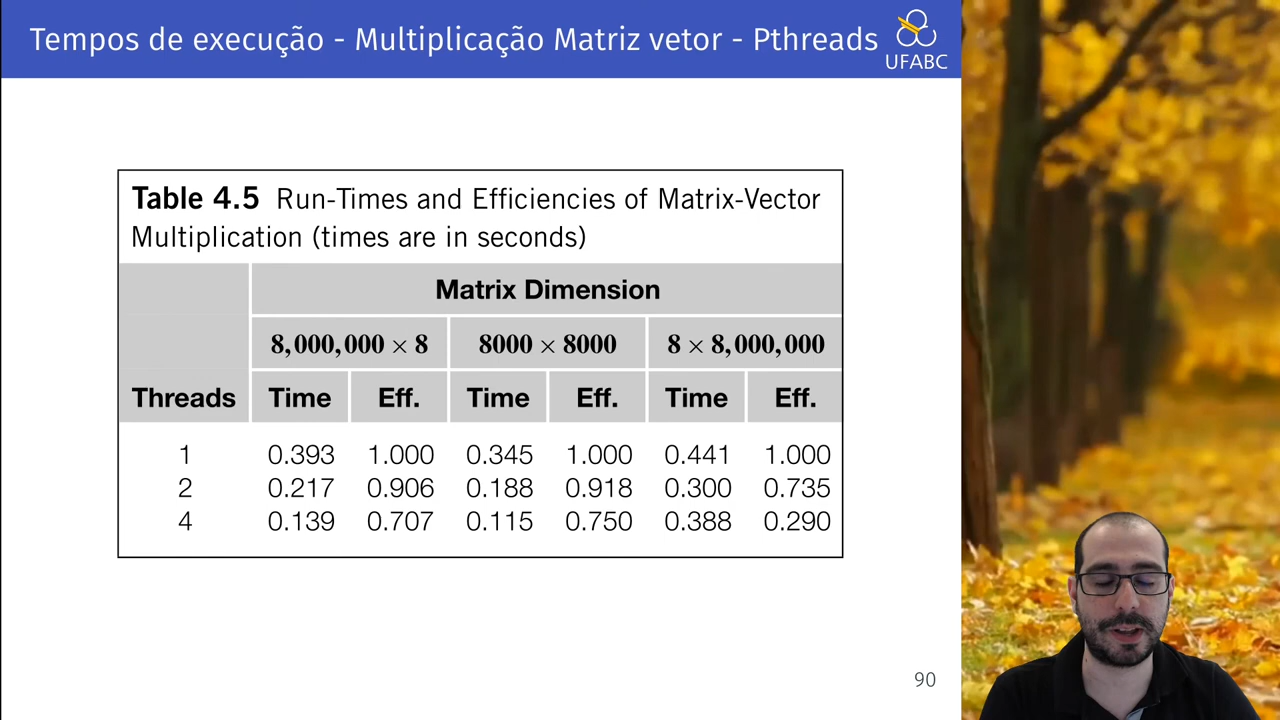 Tempos de execução - Multiplicação Matriz vetor - Pthreads
UFABC
Table 4.5 Run-Times and Efficiencies of Matrix-Vector
Multiplication (times are in seconds)
Matrix Dimension
8,000,000 × 8 8000 × 8000 8 × 8,000,000
Threads Time Eff. Time Eff. Time Eff.
1 0.393 1.000 0.345 1.000 0.441 1.000
2 0.217 0.906 0.188 0.918 0.300 0.735
4 0.139 0.707 0.115 0.750 0.388 0.290
90